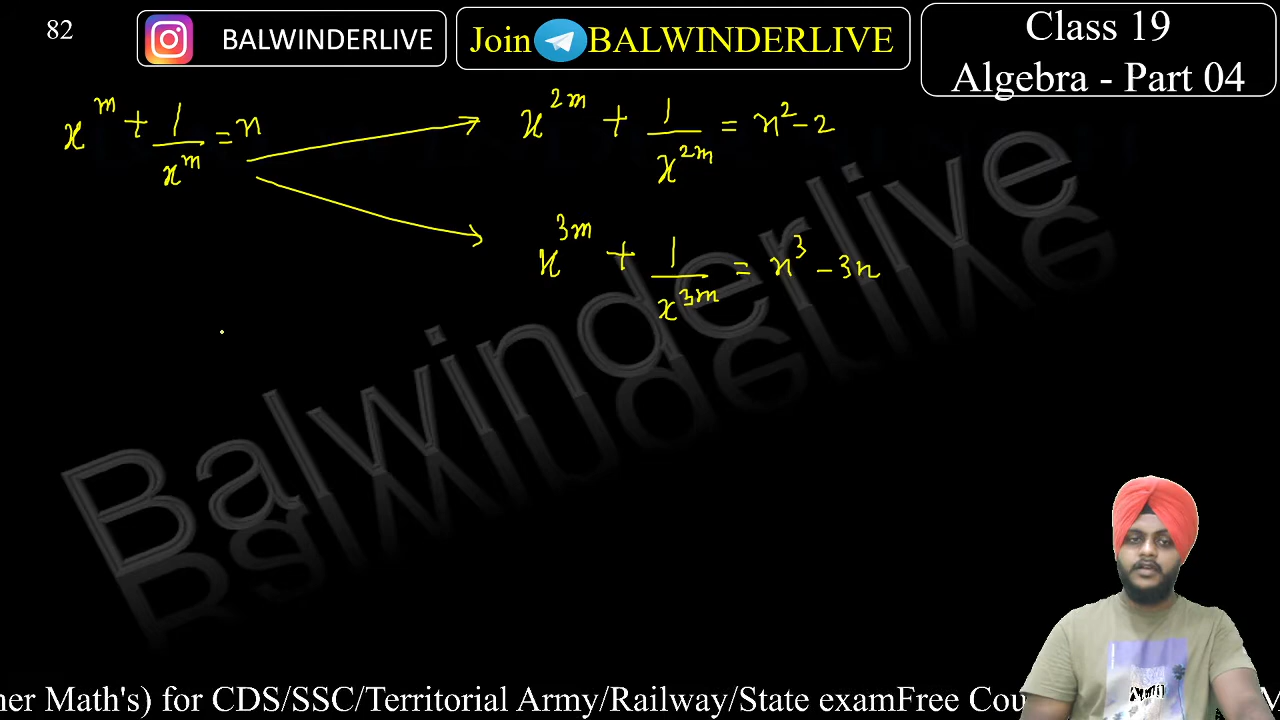 82
BALWINDERLIVE
Join BALWINDERLIVE
Class 19
Algebra - Part 04
x^m + 1/x^m = n
x^{2m} + 1/x^{2m} = n^2 - 2
x^{3m} + 1/x^{3m} = n^3 - 3n
Balwinderlive
her Math's) for CDS/SSC/Territorial Army/Railway/State examFree Cou